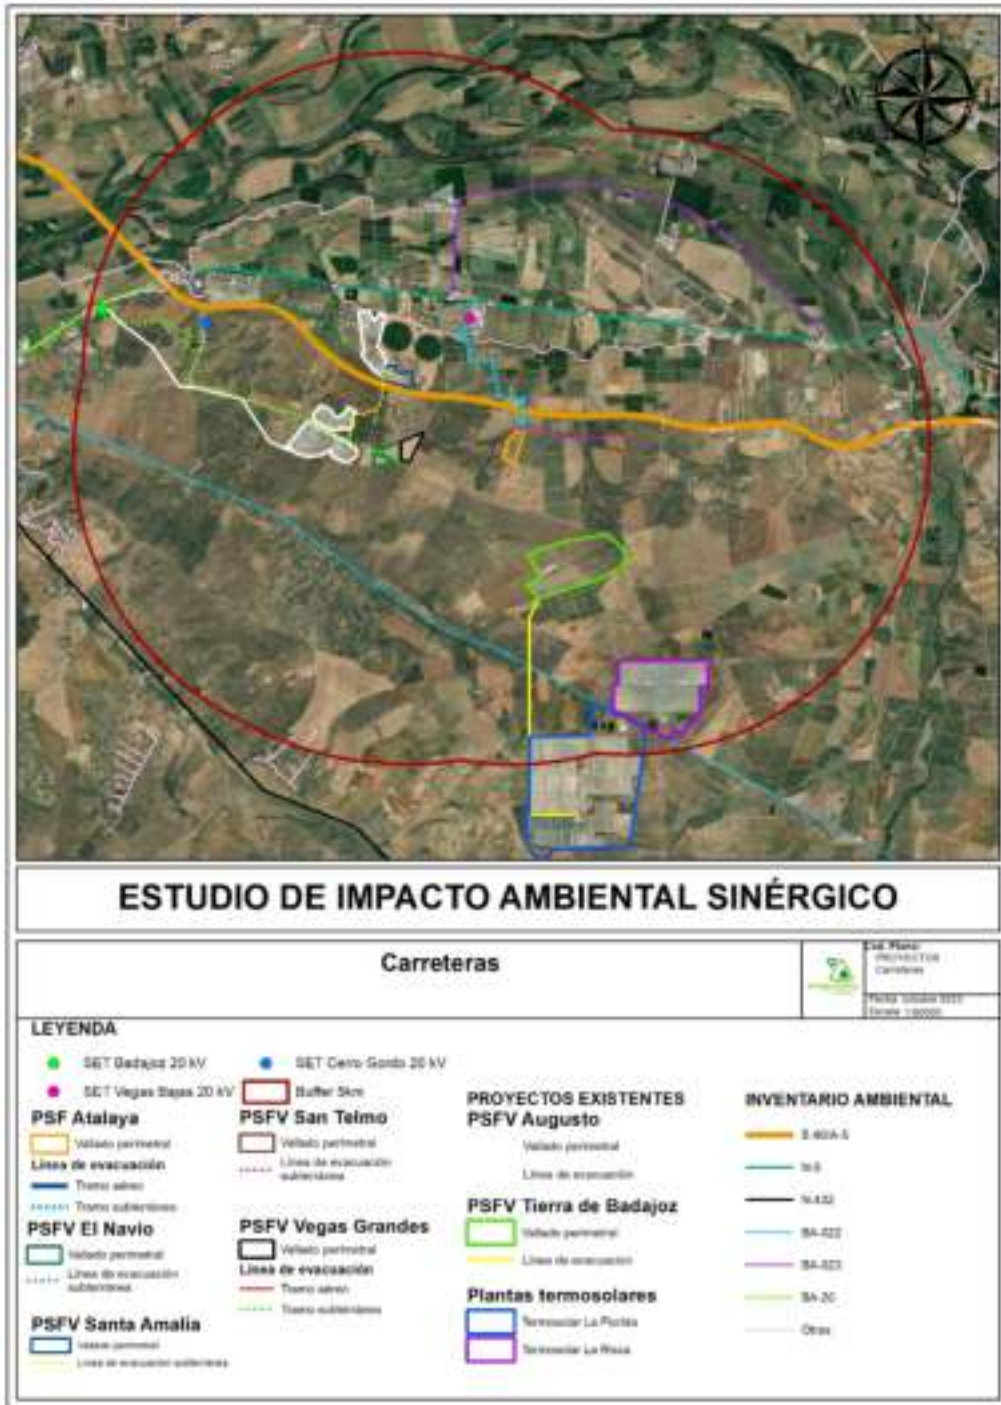 ESTUDIO DE IMPACTO AMBIENTAL SINÉRGICO
Carreteras
PROYECTOS
Carreteras
LEYENDA
SET Badajoz 20 kV
SET Cerro Gordo 20 kV
SET Vegas Bajas 20 kV
Buffer 5km
PSF Atalaya
Vallado perimetral
Línea de evacuación
Tramo aéreo
Tramo subterráneo
PSFV El Navio
Vallado perimetral
Línea de evacuación
subterránea
PSFV Santa Amalia
Vallado perimetral
Línea de evacuación subterránea
PSFV San Telmo
Vallado perimetral
Línea de evacuación
subterránea
PSFV Vegas Grandes
Vallado perimetral
Línea de evacuación
Tramo aéreo
Tramo subterráneo
PROYECTOS EXISTENTES
PSFV Augusto
Vallado perimetral
Línea de evacuación
PSFV Tierra de Badajoz
Vallado perimetral
Línea de evacuación
Plantas termosolares
Termosolar La Florida
Termosolar La Risca
INVENTARIO AMBIENTAL
N-5
N-432
BA-022
BA-023
BA-20
Otras